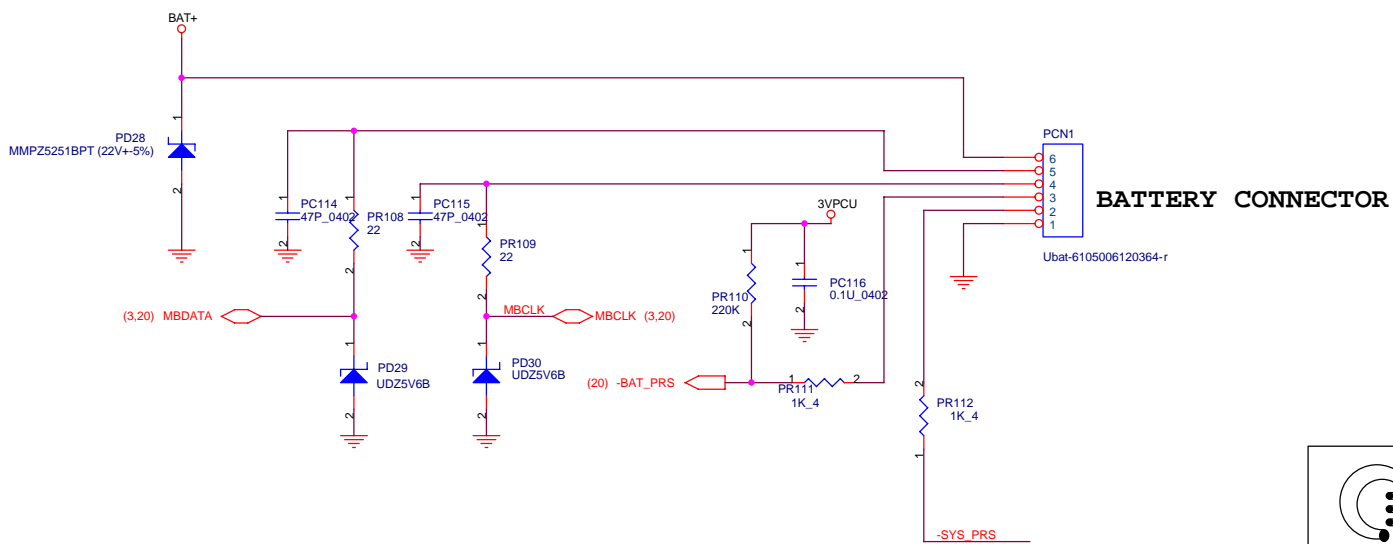 BAT+
PD28
MMPZ5251BPT (22V+-5%)
1
2
1
PC114
47P_0402
2
1
PR108
22
2
1
PC115
47P_0402
2
1
PR109
22
2
3VPCU
1
PR110
220K
2
1
PC116
0.1U_0402
2
PCN1
6
5
4
3
2
1
BATTERY CONNECTOR
Ubat-6105006120364-r
(3,20) MBDATA
MBCLK
MBCLK (3,20)
1
PD29
UDZ5V6B
2
1
PD30
UDZ5V6B
2
(20) -BAT_PRS
1
2
PR111
1K_4
2
PR112
1K_4
1
-SYS_PRS